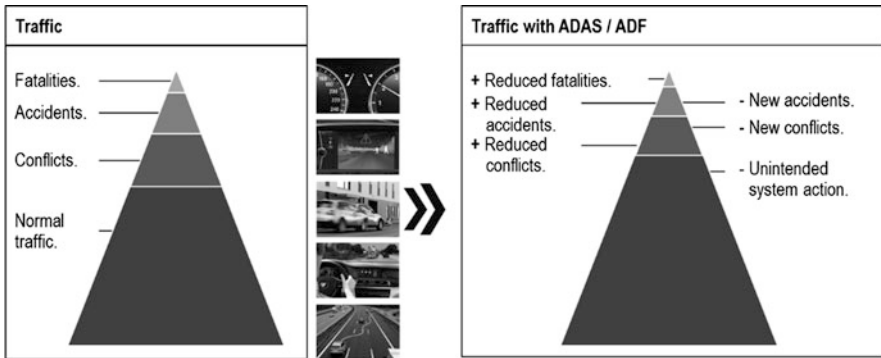 Traffic
Fatalities.
Accidents.
Conflicts.
Normal
traffic.
Traffic with ADAS / ADF
+ Reduced fatalities.
+ Reduced
accidents.
+ Reduced
conflicts.
- New accidents.
- New conflicts.
- Unintended
system action.